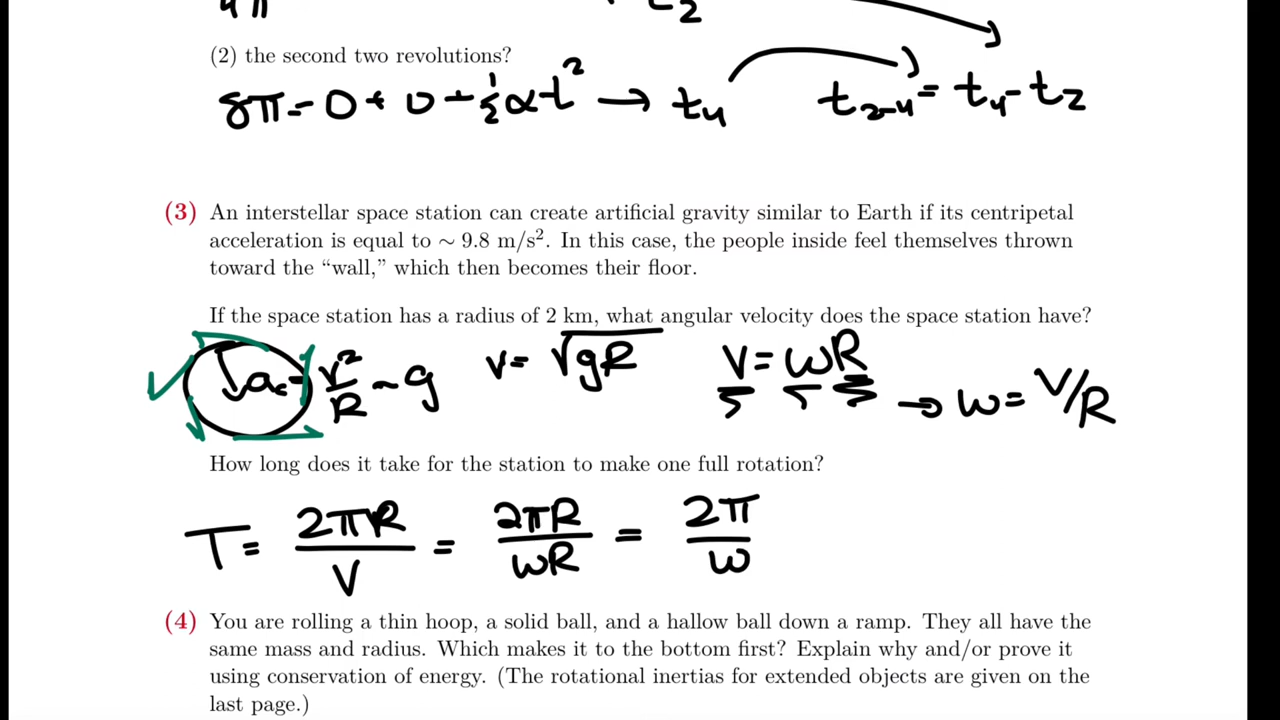 4π t₂
(2) the second two revolutions?
8π = 0 + 0 + ½αt² → t₄ t₂₋₄ = t₄ - t₂
(3) An interstellar space station can create artificial gravity similar to Earth if its centripetal
acceleration is equal to ∼ 9.8 m/s². In this case, the people inside feel themselves thrown
toward the “wall,” which then becomes their floor.
If the space station has a radius of 2 km, what angular velocity does the space station have?
a_c = v²/R ~ g v = √gR v = ωR → ω = v/R
How long does it take for the station to make one full rotation?
T = 2πR/v = 2πR/ωR = 2π/ω
(4) You are rolling a thin hoop, a solid ball, and a hallow ball down a ramp. They all have the
same mass and radius. Which makes it to the bottom first? Explain why and/or prove it
using conservation of energy. (The rotational inertias for extended objects are given on the
last page.)